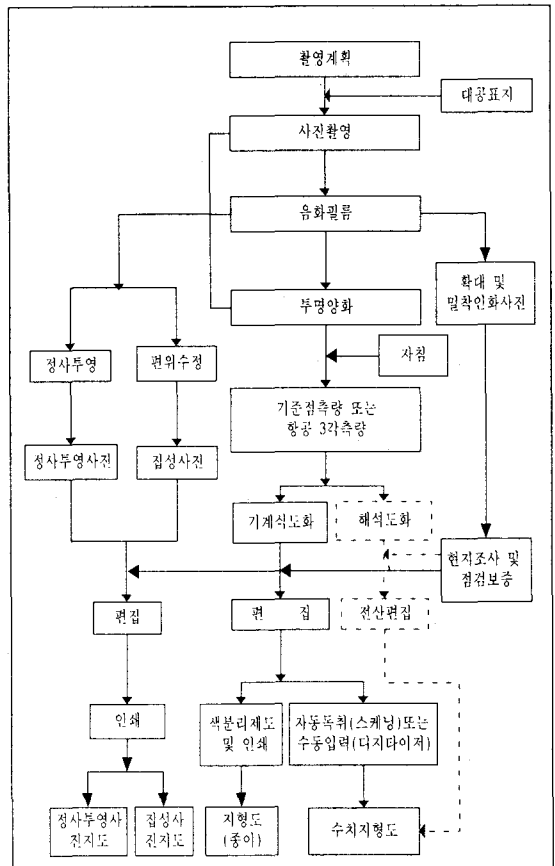 촬영계획
대공표지
사진촬영
음화필름
확대 및
밀착인화사진
투명양화
정사투영
편위수정
자침
기준점측량 또는
항공 3각측량
정사투영사진
집성사진
기계식도화
해석도화
현지조사 및
점검보증
편집
편 집
전산편집
인쇄
색분리제도
및 인쇄
자동독취(스케닝)또는
수동입력(디지타이저)
정사투영사
진지도
집성사
진지도
지형도
(종이)
수치지형도